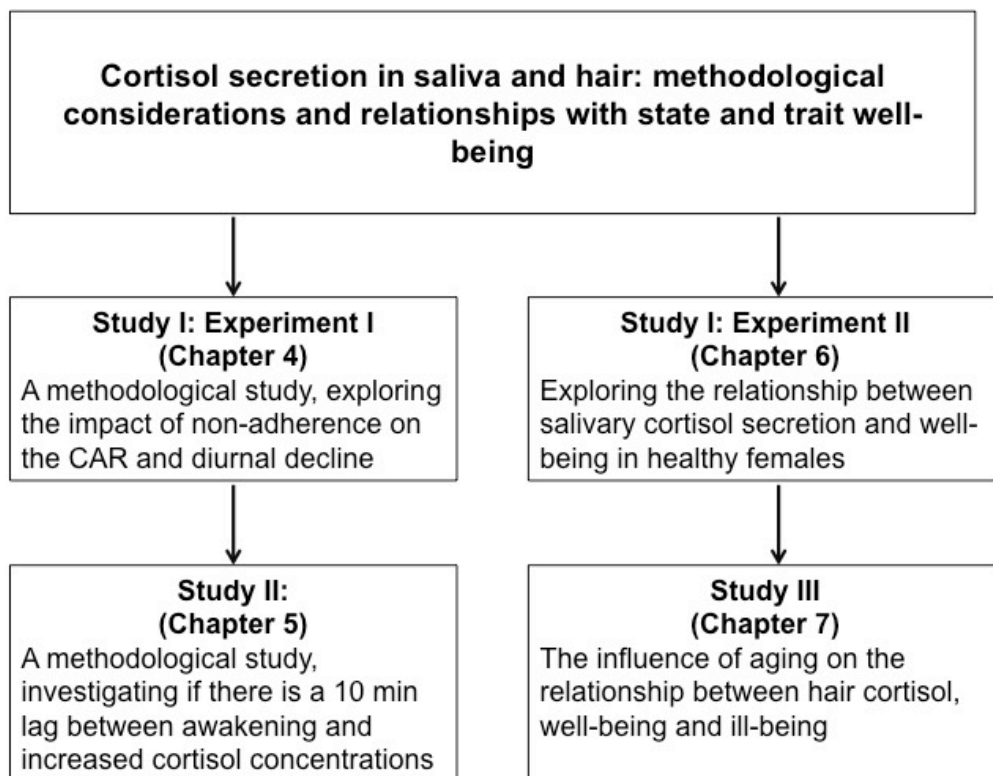 Cortisol secretion in saliva and hair: methodological
considerations and relationships with state and trait well-
being
Study I: Experiment I
(Chapter 4)
A methodological study, exploring
the impact of non-adherence on
the CAR and diurnal decline
Study I: Experiment II
(Chapter 6)
Exploring the relationship between
salivary cortisol secretion and well-
being in healthy females
Study II:
(Chapter 5)
A methodological study,
investigating if there is a 10 min
lag between awakening and
increased cortisol concentrations
Study III
(Chapter 7)
The influence of aging on the
relationship between hair cortisol,
well-being and ill-being